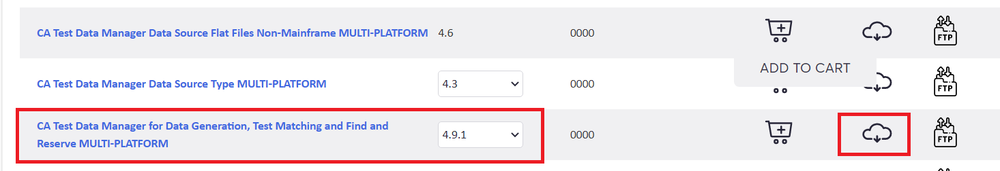 CA Test Data Manager Data Source Flat Files Non-Mainframe MULTI-PLATFORM 4.6 0000 FTP
ADD TO CART
CA Test Data Manager Data Source Type MULTI-PLATFORM 4.3 0000 FTP
CA Test Data Manager for Data Generation, Test Matching and Find and
Reserve MULTI-PLATFORM 4.9.1 0000 FTP